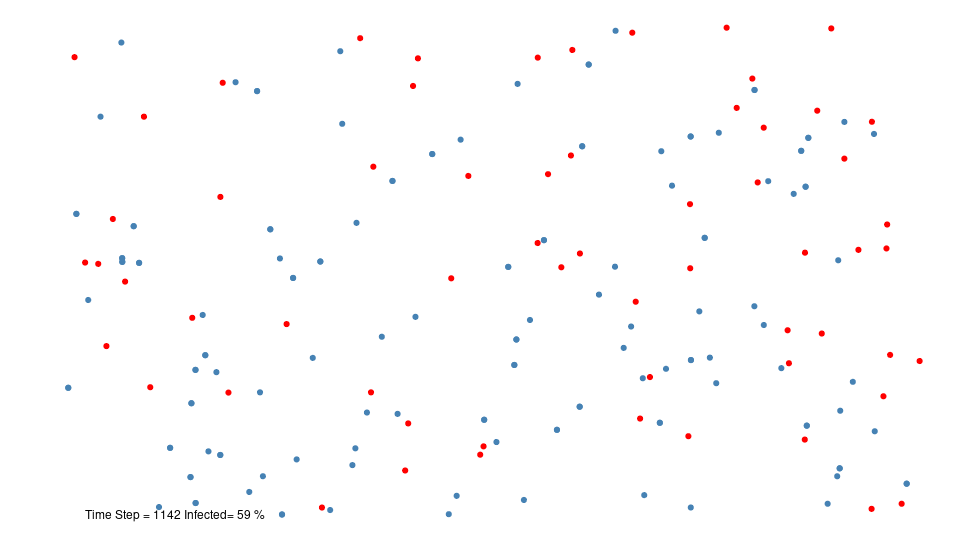 Time Step = 1142 Infected= 59 %